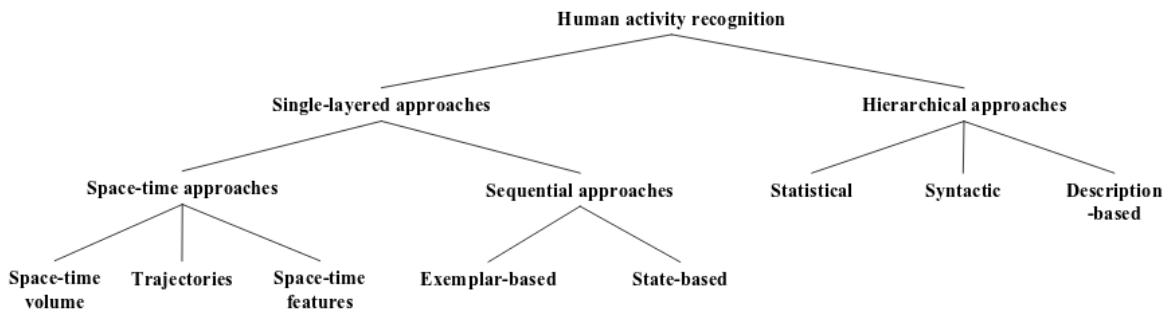 Human activity recognition
Single-layered approaches
Hierarchical approaches
Space-time approaches
Sequential approaches
Statistical
Syntactic
Description
-based
Space-time
volume
Trajectories
Space-time
features
Exemplar-based
State-based